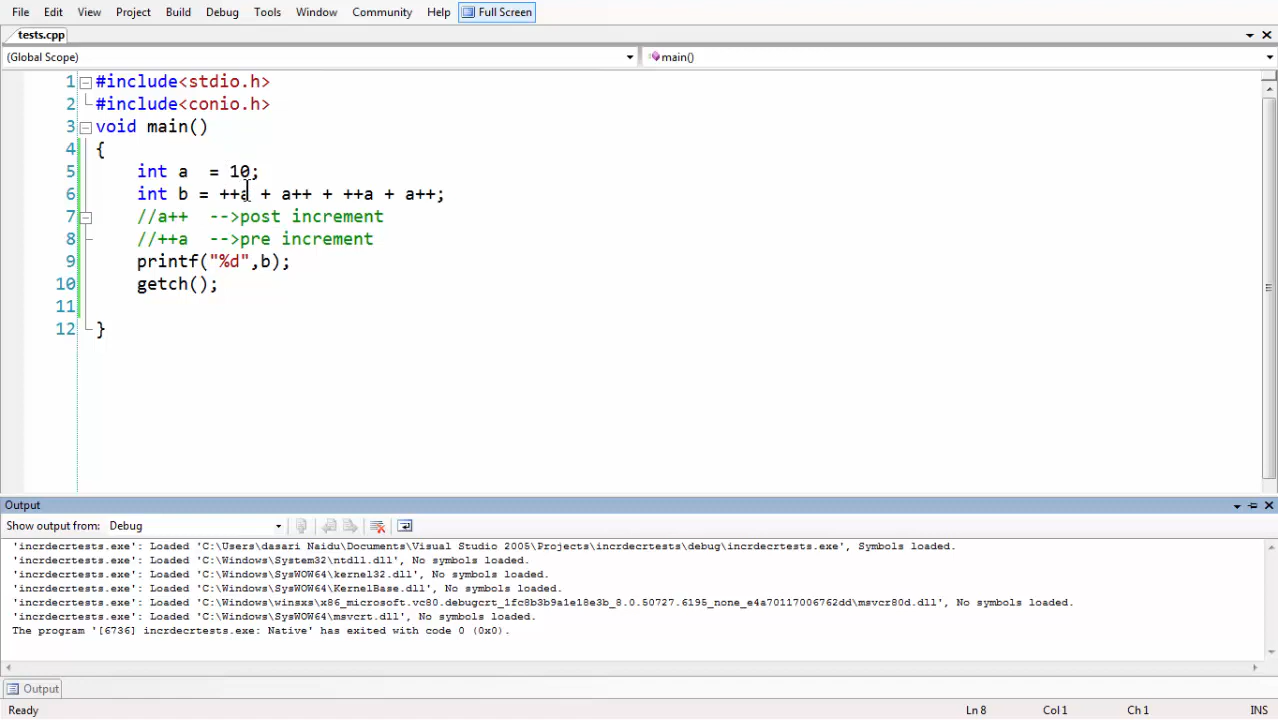 File Edit View Project Build Debug Tools Window Community Help Full Screen
tests.cpp
(Global Scope) main()
1 #include<stdio.h>
2 #include<conio.h>
3 void main()
4 {
5 int a  = 10;
6 int b = ++a + a++ + ++a + a++;
7 //a++  -->post increment
8 //++a  -->pre increment
9 printf("%d",b);
10 getch();
11
12 }
Output
Show output from: Debug
'incrdecrtests.exe': Loaded 'C:\Users\dasari Naidu\Documents\Visual Studio 2005\Projects\incrdecrtests\debug\incrdecrtests.exe', Symbols loaded.
'incrdecrtests.exe': Loaded 'C:\Windows\System32\ntdll.dll', No symbols loaded.
'incrdecrtests.exe': Loaded 'C:\Windows\SysWOW64\kernel32.dll', No symbols loaded.
'incrdecrtests.exe': Loaded 'C:\Windows\SysWOW64\KernelBase.dll', No symbols loaded.
'incrdecrtests.exe': Loaded 'C:\Windows\winsxs\x86_microsoft.vc80.debugcrt_1fc8b3b9a1e18e3b_8.0.50727.6195_none_e4a70117006762dd\msvcr80d.dll', No symbols loaded.
'incrdecrtests.exe': Loaded 'C:\Windows\SysWOW64\msvcrt.dll', No symbols loaded.
The program '[6736] incrdecrtests.exe: Native' has exited with code 0 (0x0).
Output
Ready Ln 8 Col 1 Ch 1 INS